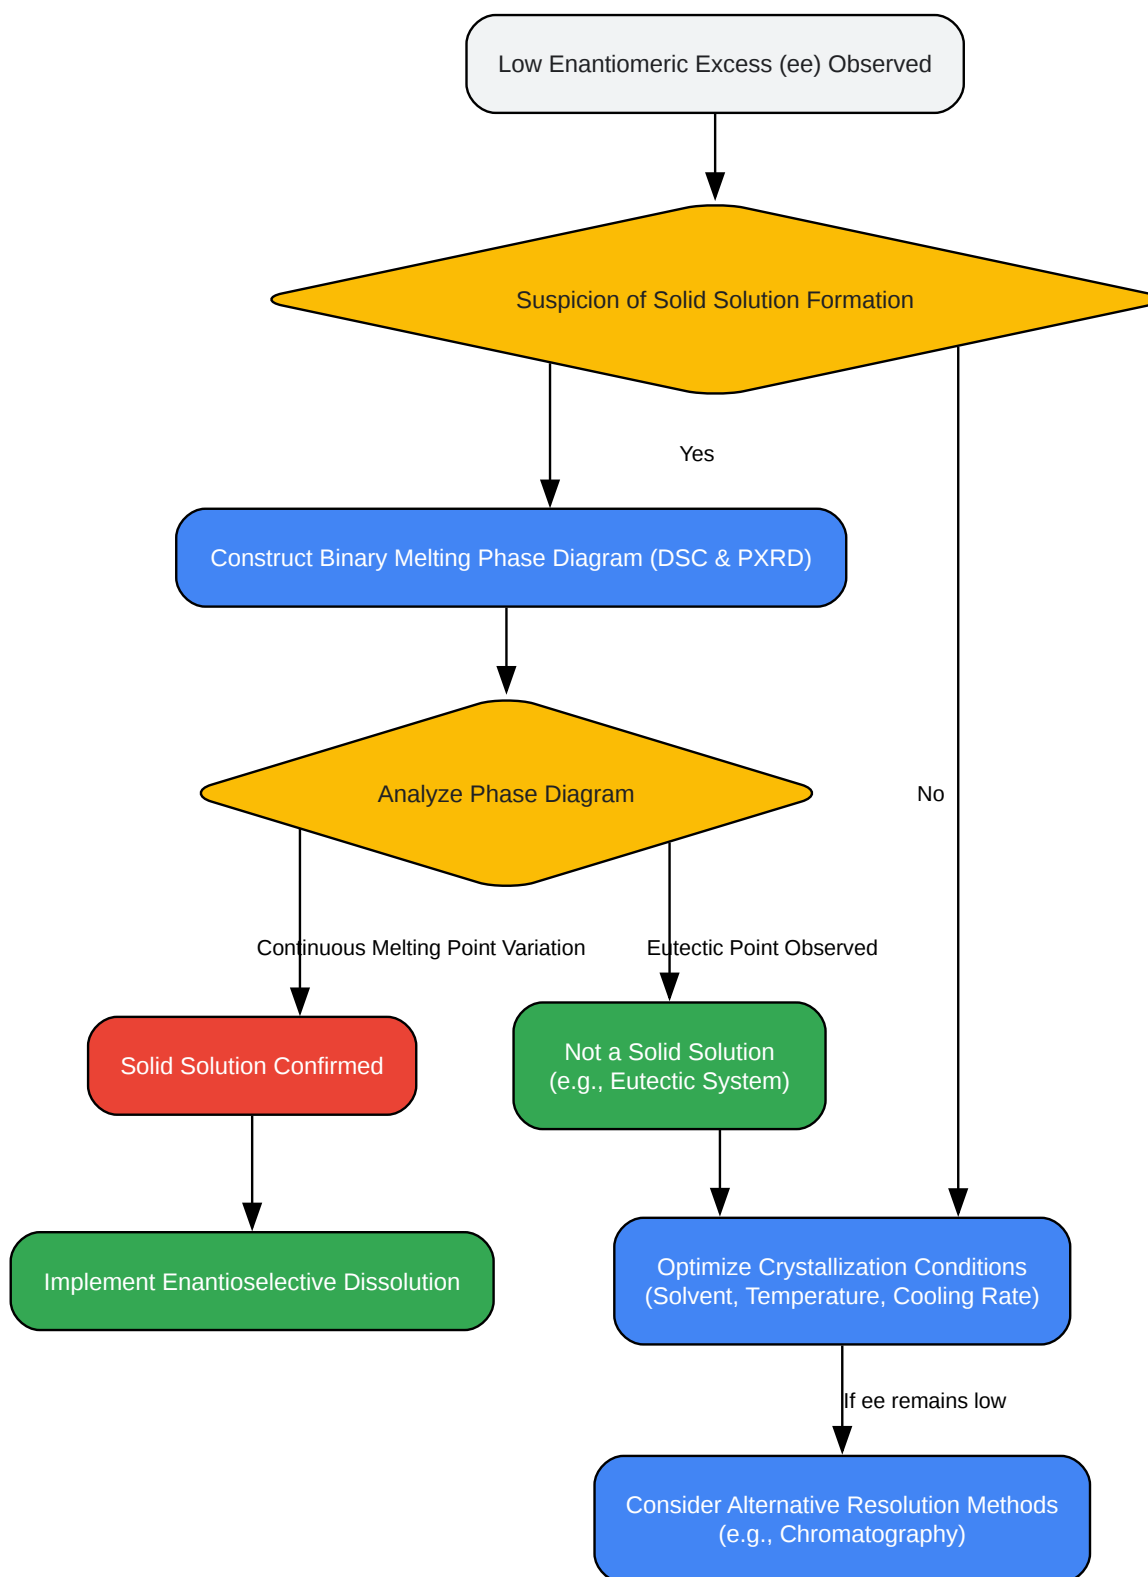 Low Enantiomeric Excess (ee) Observed
Suspicion of Solid Solution Formation
Yes
Construct Binary Melting Phase Diagram (DSC & PXRD)
Analyze Phase Diagram
No
Continuous Melting Point Variation
Eutectic Point Observed
Solid Solution Confirmed
Not a Solid Solution
(e.g., Eutectic System)
Implement Enantioselective Dissolution
Optimize Crystallization Conditions
(Solvent, Temperature, Cooling Rate)
If ee remains low
Consider Alternative Resolution Methods
(e.g., Chromatography)